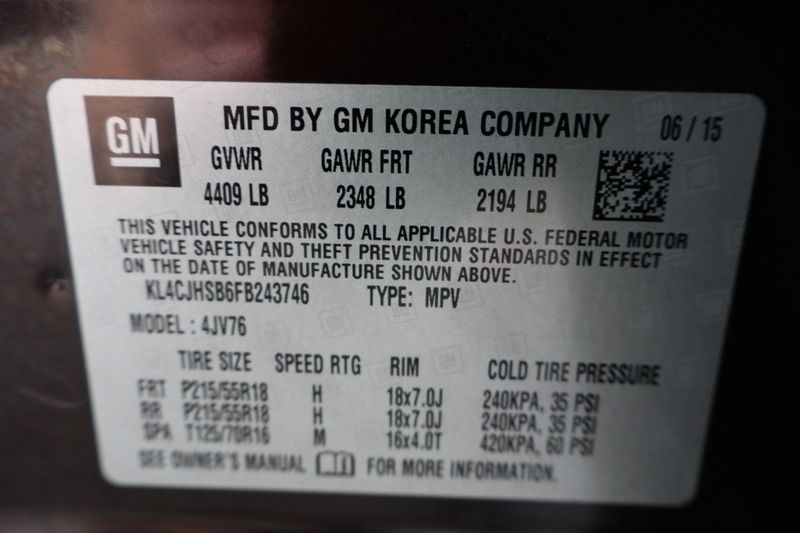 GM MFD BY GM KOREA COMPANY 06 / 15
GVWR GAWR FRT GAWR RR
4409 LB 2348 LB 2194 LB
THIS VEHICLE CONFORMS TO ALL APPLICABLE U.S. FEDERAL MOTOR
VEHICLE SAFETY AND THEFT PREVENTION STANDARDS IN EFFECT
ON THE DATE OF MANUFACTURE SHOWN ABOVE.
KL4CJHSB6FB243746 TYPE: MPV
MODEL : 4JV76
TIRE SIZE SPEED RTG RIM COLD TIRE PRESSURE
FRT P215/55R18 H 18x7.0J 240KPA, 35 PSI
RR P215/55R18 H 18x7.0J 240KPA, 35 PSI
SPA T125/70R16 M 16x4.0T 420KPA, 60 PSI
SEE OWNER'S MANUAL FOR MORE INFORMATION.